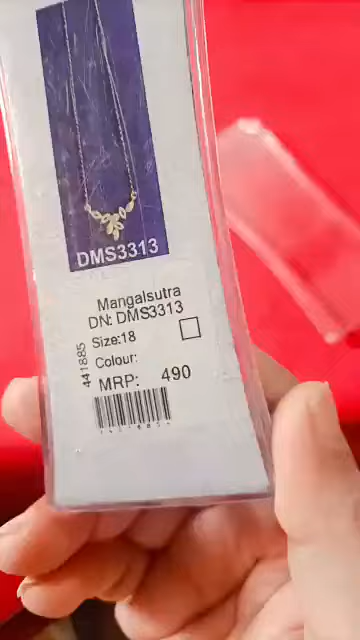 DMS3313
Mangalsutra
DN: DMS3313
Size:18
Colour:
MRP: 490
441885